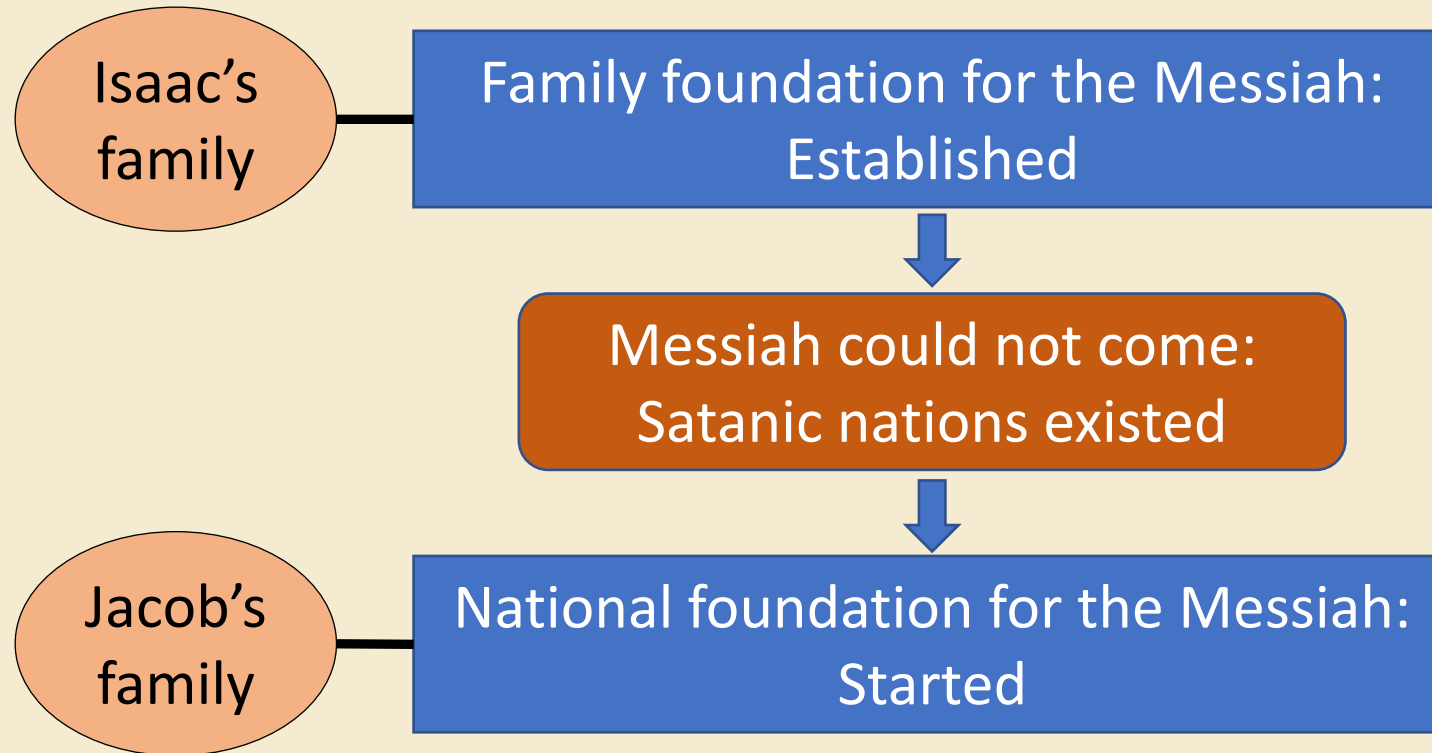 Isaac’s
family
Family foundation for the Messiah:
Established
Messiah could not come:
Satanic nations existed
Jacob’s
family
National foundation for the Messiah:
Started